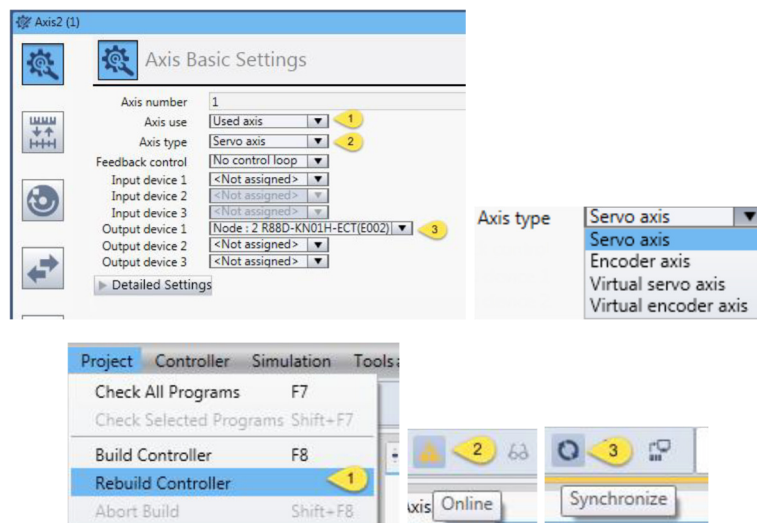 Axis2 (1)
Axis Basic Settings
Axis number 1
Axis use Used axis 1
Axis type Servo axis 2
Feedback control No control loop
Input device 1 <Not assigned>
Input device 2 <Not assigned>
Input device 3 <Not assigned>
Output device 1 Node : 2 R88D-KN01H-ECT(E002) 3
Output device 2 <Not assigned>
Output device 3 <Not assigned>
Detailed Settings
Axis type Servo axis
Servo axis
Encoder axis
Virtual servo axis
Virtual encoder axis
Project Controller Simulation Tools
Check All Programs F7
Check Selected Programs Shift+F7
Build Controller F8
Rebuild Controller 1
Abort Build Shift+F8
2
Online
3
Synchronize